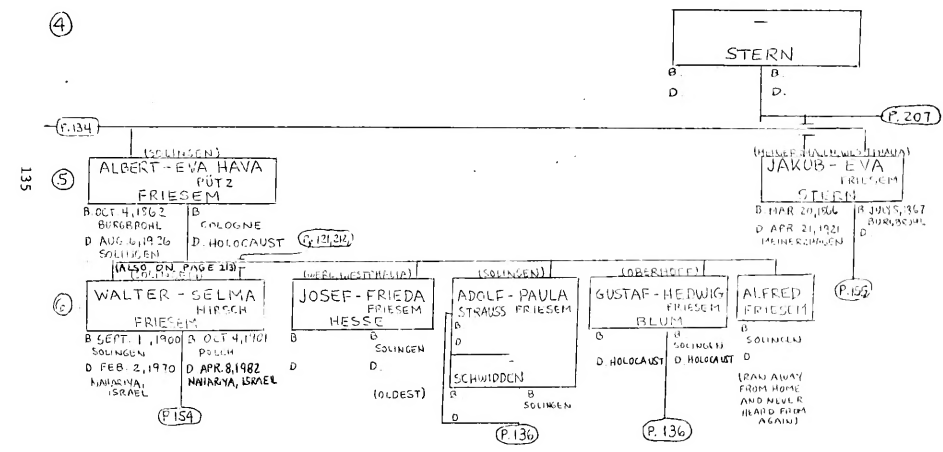 ④
—
STERN
B. B.
D. D.
P. 207
P. 134
135
⑤
(SOLINGEN)
ALBERT - EVA HAVA
PÜTZ
FRIESEM
B. OCT 4, 1862 B
BURGBROHL COLOGNE
D AUG. 6, 1936 D. HOLOCAUST
SOLINGEN
JAKUB - EVA
FRIESEM
STERN
B. MAR 20, 1866 B. JULY 5, 1867
BURGBROHL
D. APR 21, 1921 D
MEINERZHAGEN
(ALSO ON PAGE 213)
WALTER - SELMA
HIRSCH
FRIESEM
B SEPT. 1, 1900 B OCT 4, 1901
SOLINGEN POLCH
D FEB. 2, 1970 D APR. 8, 1982
NAHARIYA, NAHARIYA, ISRAEL
ISRAEL
P 154
JOSEF - FRIEDA
FRIESEM
HESSE
B B
SOLINGEN
D D.
(OLDEST)
(SOLINGEN)
ADOLF - PAULA
STRAUSS FRIESEM
B
D
—
SCHWIDDEN
B B
SOLINGEN
D
P. 136
(OBERHOFF)
GUSTAF - HEDWIG
FRIESEM
BLUM
B B
SOLINGEN
D. HOLOCAUST D. HOLOCAUST
P. 136
ALFRED
FRIESEM
B
SOLINGEN
D
(RAN AWAY
FROM HOME
AND NEVER
HEARD FROM
AGAIN)